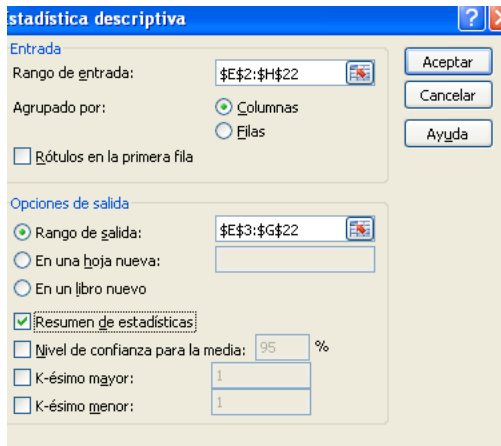 stadística descriptiva
Entrada
Rango de entrada: $E$2:$H$22
Agrupado por: Columnas
Filas
Rótulos en la primera fila
Aceptar
Cancelar
Ayuda
Opciones de salida
Rango de salida: $E$3:$G$22
En una hoja nueva:
En un libro nuevo
Resumen de estadísticas
Nivel de confianza para la media: 95 %
K-ésimo mayor: 1
K-ésimo menor: 1